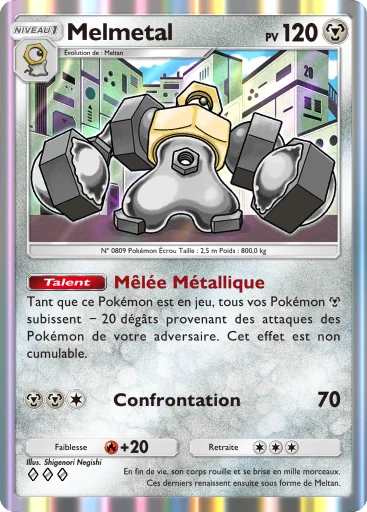 NIVEAU 1
Melmetal
PV 120
Évolution de : Meltan
20
N° 0809 Pokémon Écrou Taille : 2,5 m Poids : 800,0 kg
Talent Mêlée Métallique
Tant que ce Pokémon est en jeu, tous vos Pokémon
subissent − 20 dégâts provenant des attaques des
Pokémon de votre adversaire. Cet effet est non
cumulable.
Confrontation 70
Faiblesse +20 Retraite
Illus. Shigenori Negishi
En fin de vie, son corps rouille et se brise en mille morceaux.
Ces derniers renaissent ensuite sous forme de Meltan.